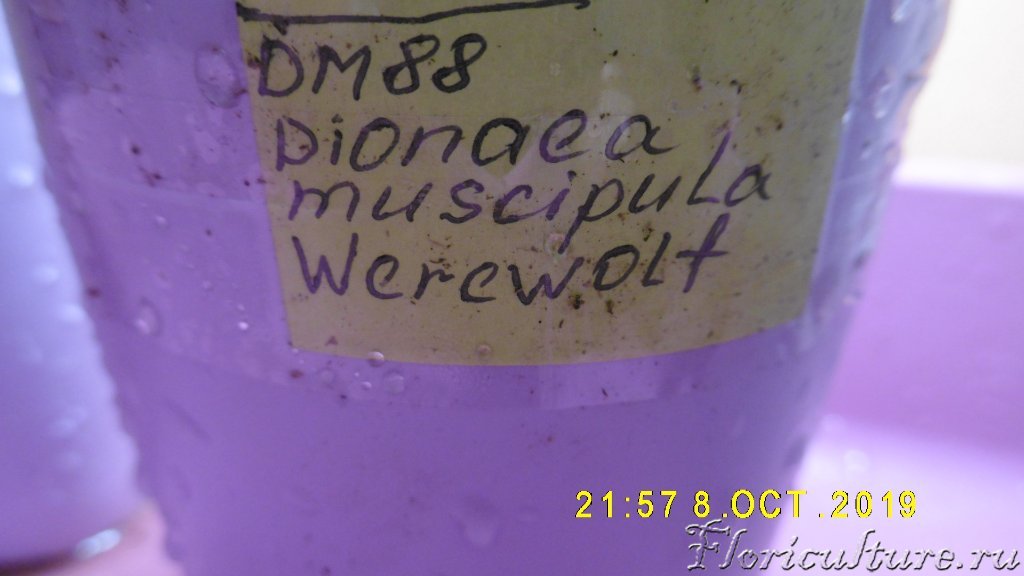 DM88
Dionaea
muscipula
Werewolf
21:57 8.OCT.2019
Floriculture.ru